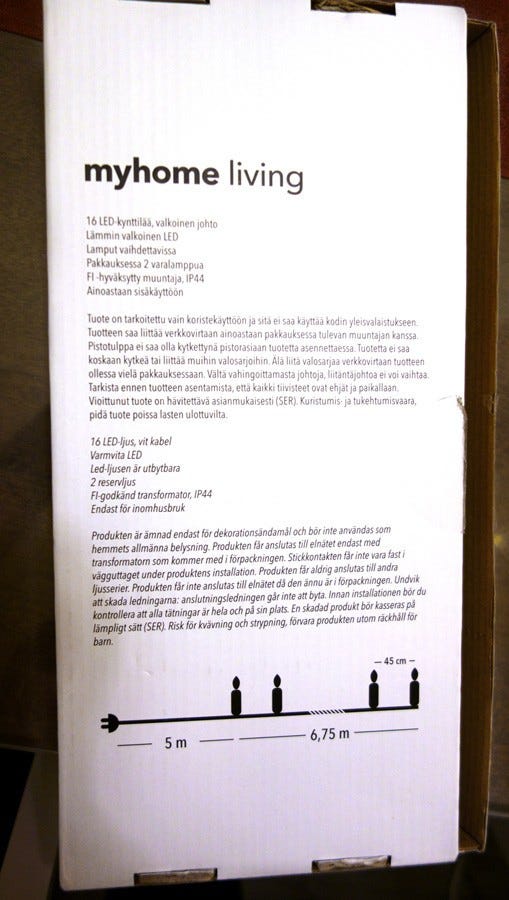 myhome living
16 LED-kynttilää, valkoinen johto
Lämmin valkoinen LED
Lamput vaihdettavissa
Pakkauksessa 2 varalamppua
FI -hyväksytty muuntaja, IP44
Ainoastaan sisäkäyttöön
Tuote on tarkoitettu vain koristekäyttöön ja sitä ei saa käyttää kodin yleisvalaistukseen.
Tuotteen saa liittää verkkovirtaan ainoastaan pakkauksessa tulevan muuntajan kanssa.
Pistotulppa ei saa olla kytkettynä pistorasiaan tuotetta asennettaessa. Tuotetta ei saa
koskaan kytkeä tai liittää muihin valosarjoihin. Älä liitä valosarjaa verkkovirtaan tuotteen
ollessa vielä pakkauksessaan. Vältä vahingoittamasta johtoja, liitäntäjohtoa ei voi vaihtaa.
Tarkista ennen tuotteen asentamista, että kaikki tiivisteet ovat ehjät ja paikallaan.
Vioittunut tuote on hävitettävä asianmukaisesti (SER). Kuristumis- ja tukehtumisvaara,
pidä tuote poissa lasten ulottuvilta.
16 LED-ljus, vit kabel
Varmvita LED
Led-ljusen är utbytbara
2 reservljus
FI-godkänd transformator, IP44
Endast för inomhusbruk
Produkten är ämnad endast för dekorationsändamål och bör inte användas som
hemmets allmänna belysning. Produkten får anslutas till elnätet endast med
transformatorn som kommer med i förpackningen. Stickkontakten får inte vara fast i
vägguttaget under produktens installation. Produkten får aldrig anslutas till andra
ljusserier. Produkten får inte anslutas till elnätet då den ännu är i förpackningen. Undvik
att skada ledningarna: anslutningsledningen går inte att byta. Innan installationen bör du
kontrollera att alla tätningar är hela och på sin plats. En skadad produkt bör kasseras på
lämpligt sätt (SER). Risk för kvävning och strypning, förvara produkten utom räckhåll för
barn.
45 cm
5 m
6,75 m